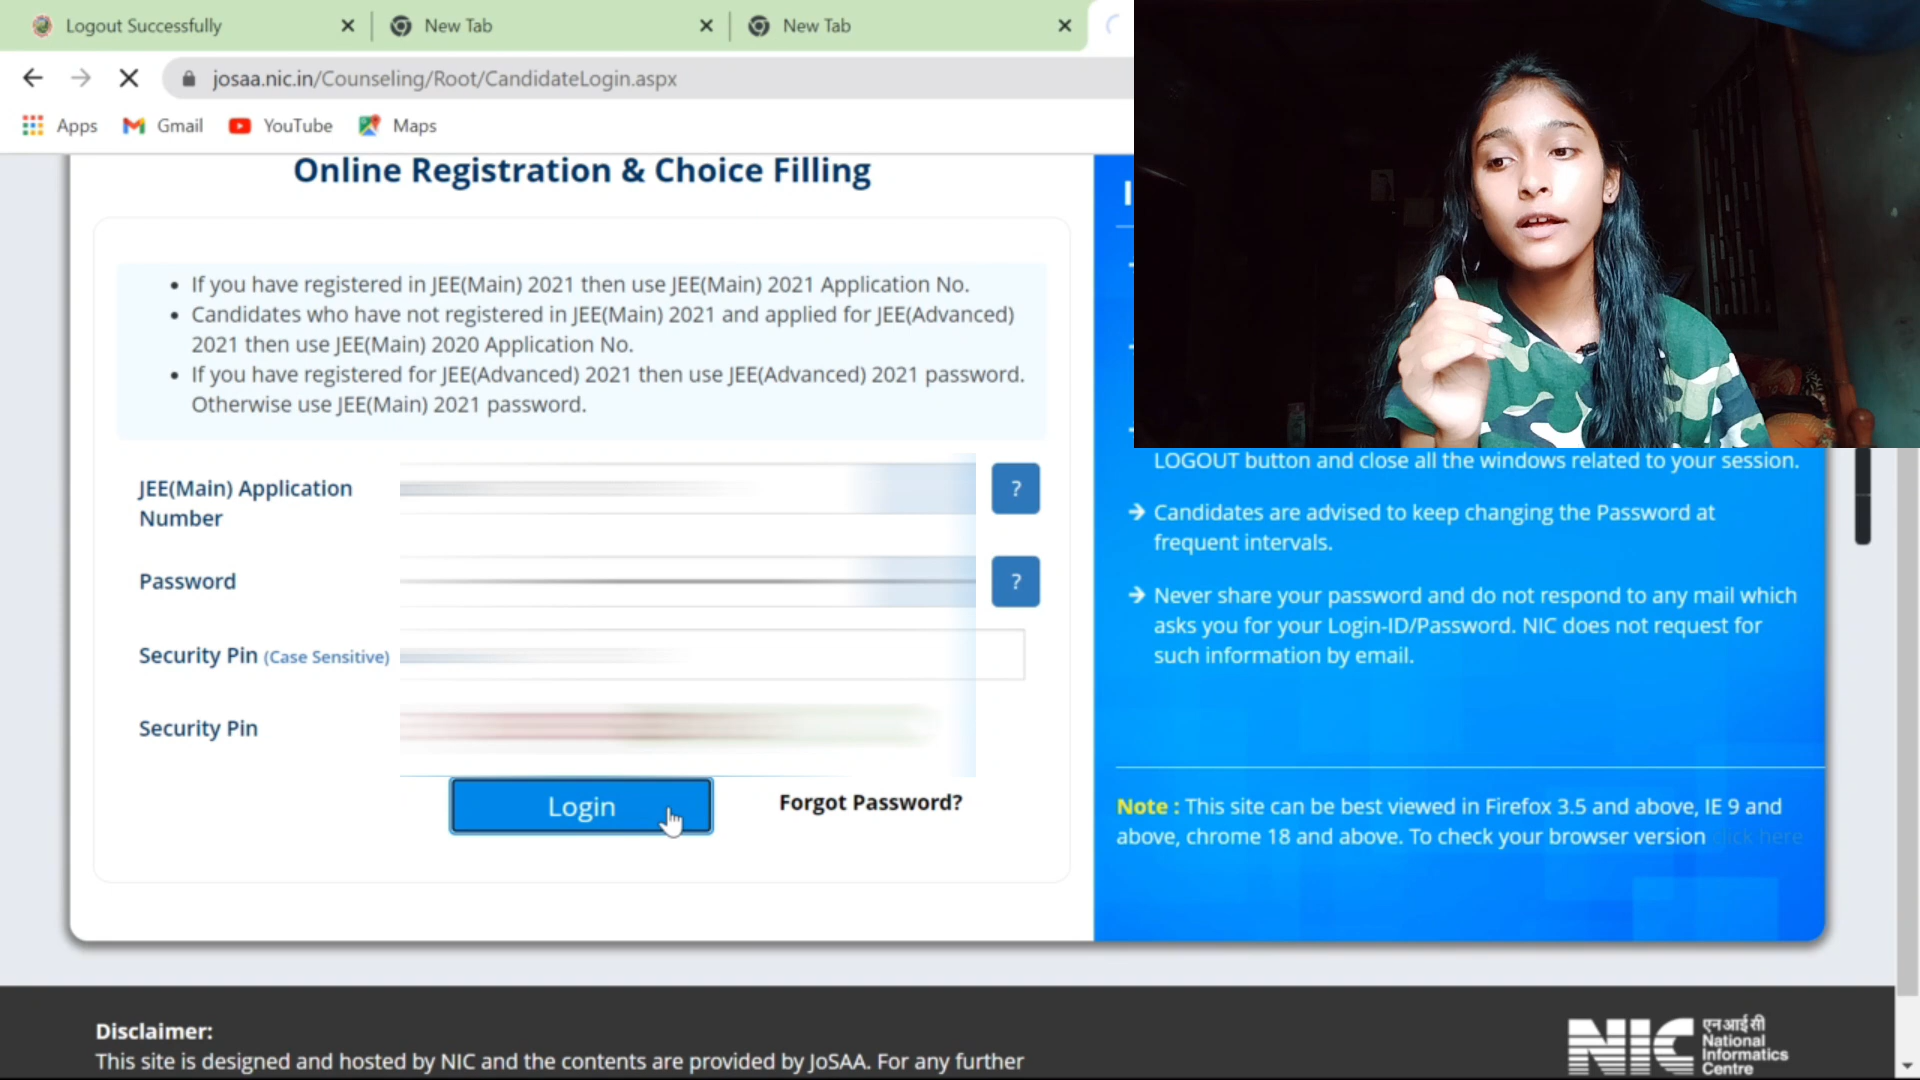 Logout Successfully
New Tab
New Tab
josaa.nic.in/Counseling/Root/CandidateLogin.aspx
Apps
Gmail
YouTube
Maps
Online Registration & Choice Filling
If you have registered in JEE(Main) 2021 then use JEE(Main) 2021 Application No.
Candidates who have not registered in JEE(Main) 2021 and applied for JEE(Advanced)
2021 then use JEE(Main) 2020 Application No.
If you have registered for JEE(Advanced) 2021 then use JEE(Advanced) 2021 password.
Otherwise use JEE(Main) 2021 password.
JEE(Main) Application
Number
?
Password
?
Security Pin (Case Sensitive)
Security Pin
Login
Forgot Password?
LOGOUT button and close all the windows related to your session.
Candidates are advised to keep changing the Password at
frequent intervals.
Never share your password and do not respond to any mail which
asks you for your Login-ID/Password. NIC does not request for
such information by email.
Note : This site can be best viewed in Firefox 3.5 and above, IE 9 and
above, chrome 18 and above. To check your browser version click here
Disclaimer:
This site is designed and hosted by NIC and the contents are provided by JoSAA. For any further
NIC
एन आई सी
National
Informatics
Centre